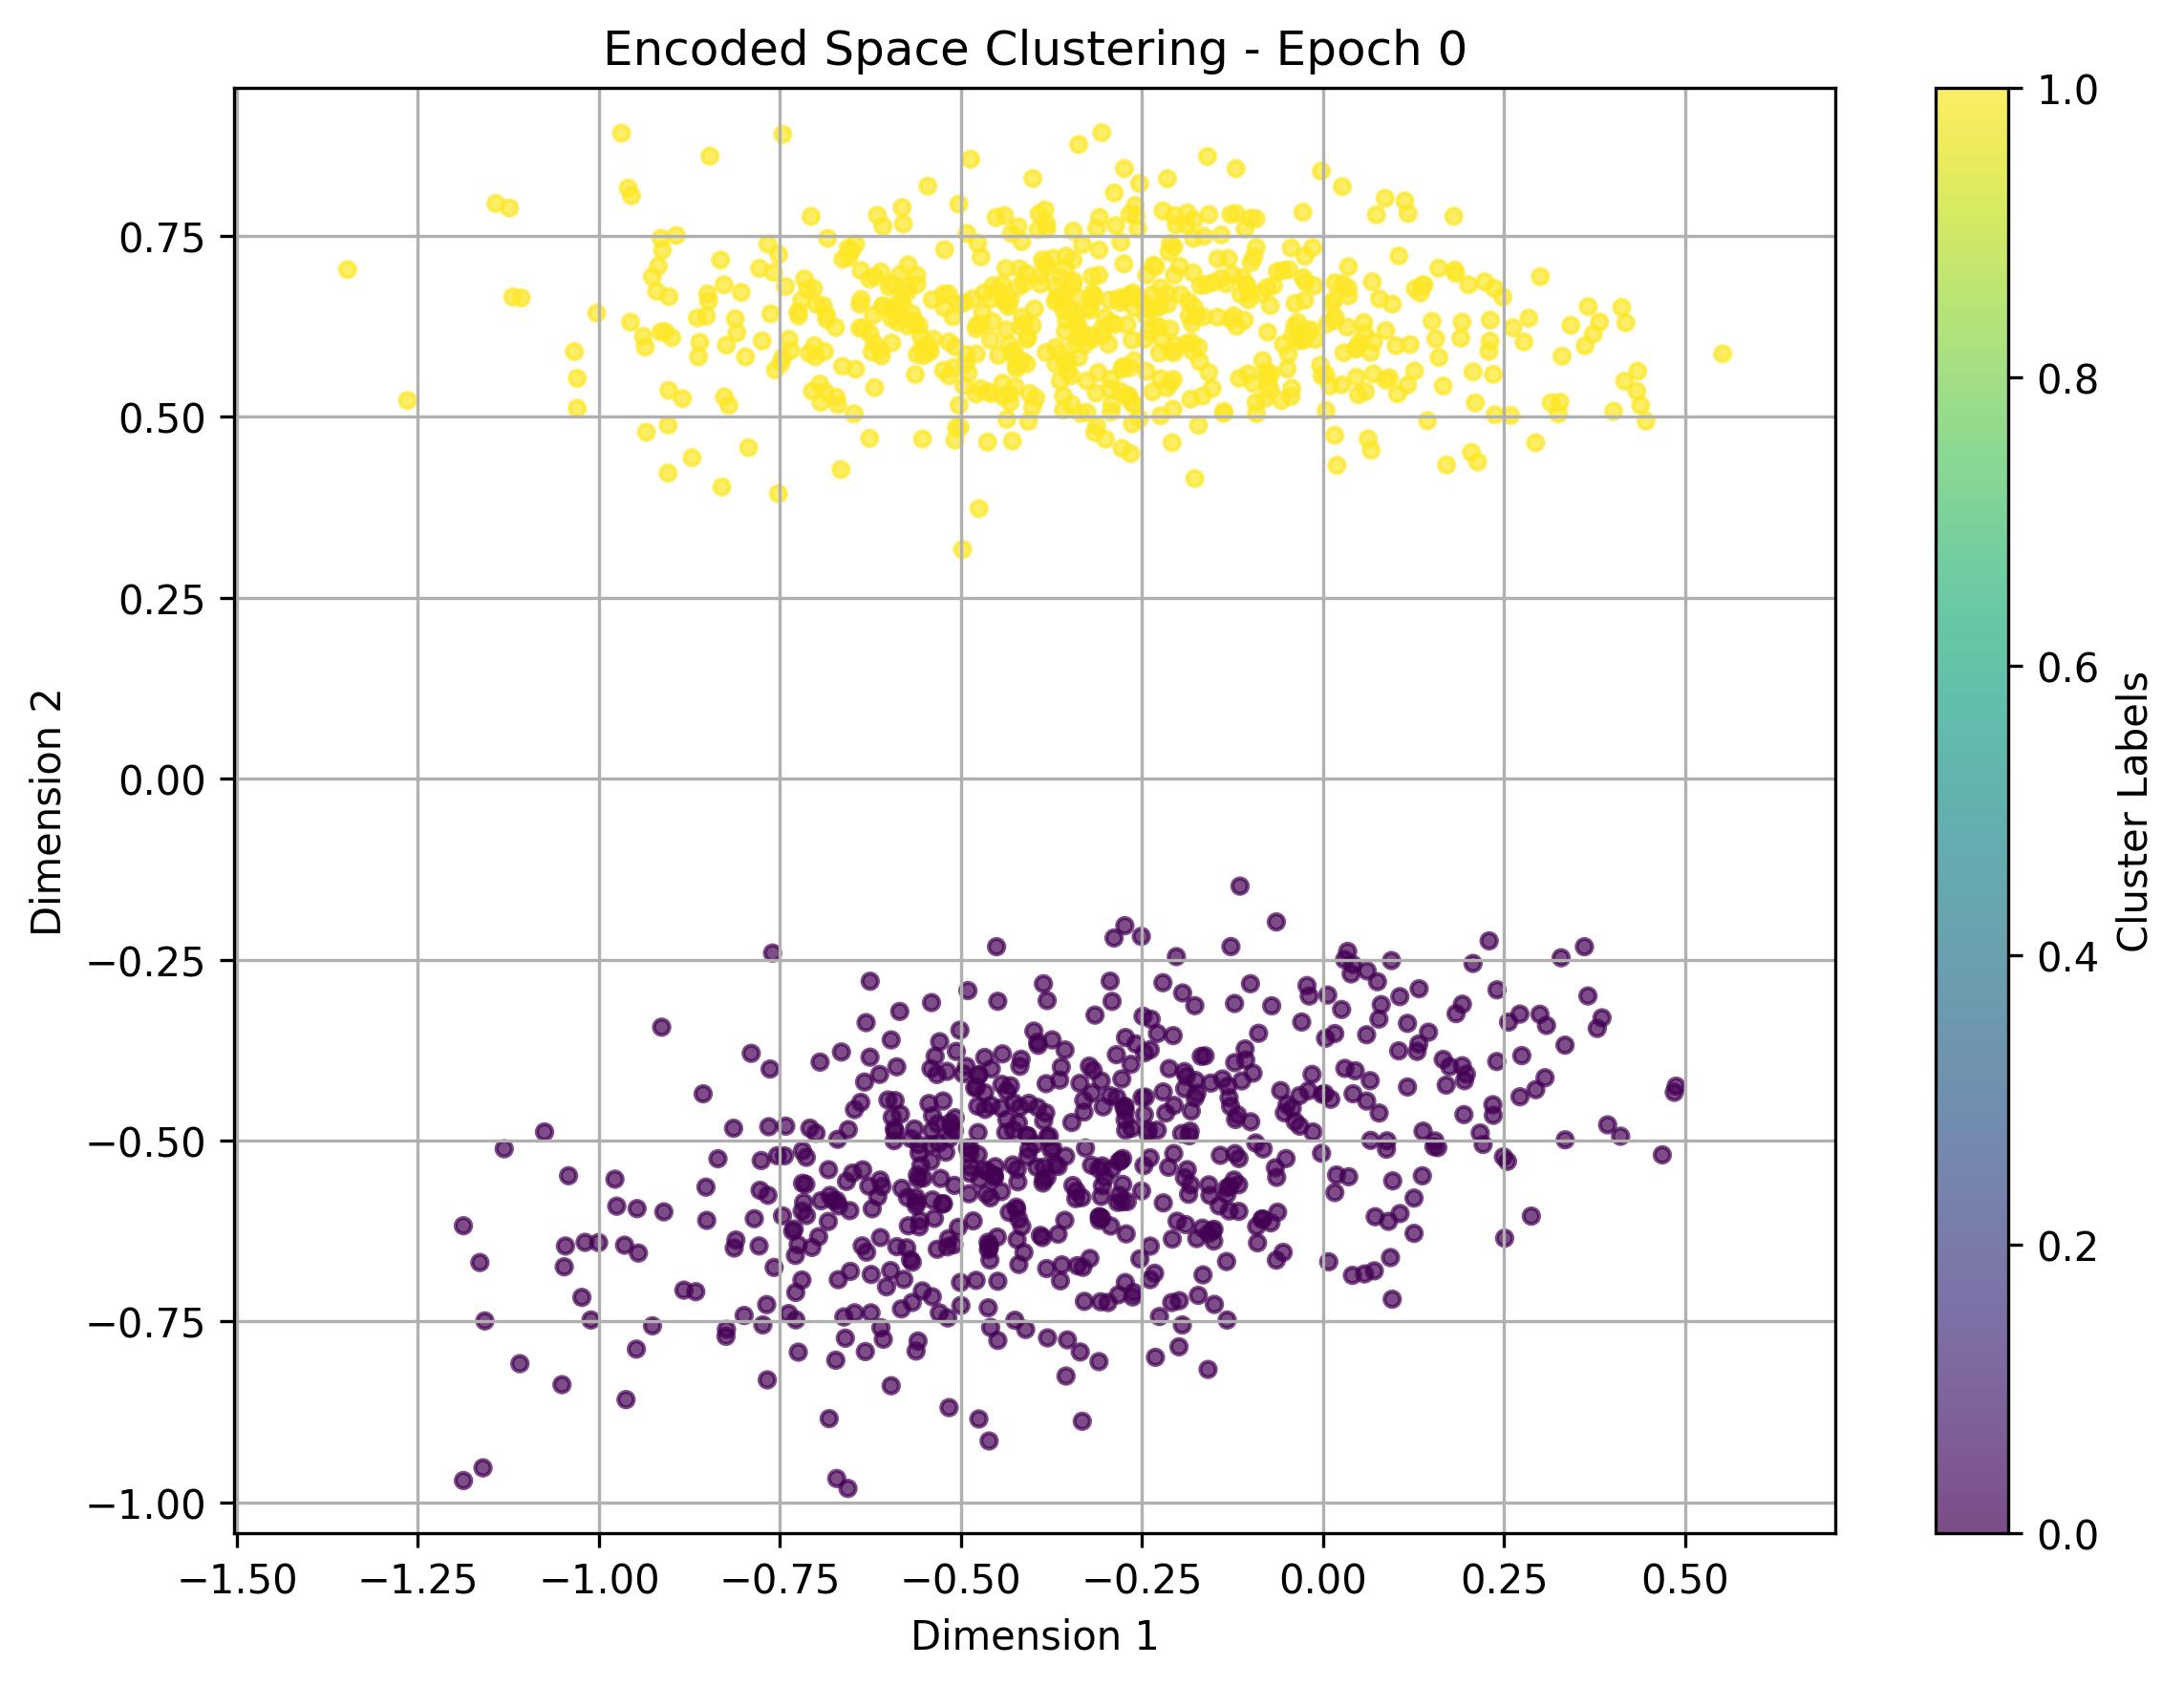 Encoded Space Clustering - Epoch 0
1.0
0.8
0.6
0.4
0.2
0.0
Cluster Labels
0.75
0.50
0.25
0.00
−0.25
−0.50
−0.75
−1.00
Dimension 2
−1.50 −1.25 −1.00 −0.75 −0.50 −0.25 0.00 0.25 0.50
Dimension 1